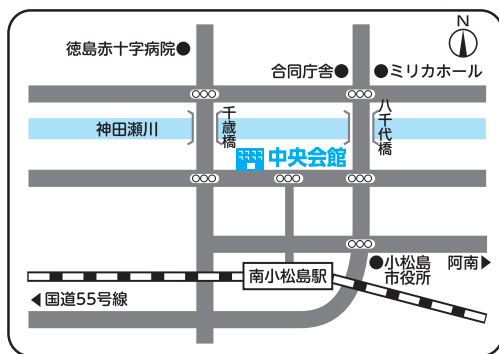 N
徳島赤十字病院
合同庁舎
ミリカホール
神田瀬川
千歳橋
八千代橋
中央会館
小松島
市役所
阿南
南小松島駅
国道55号線